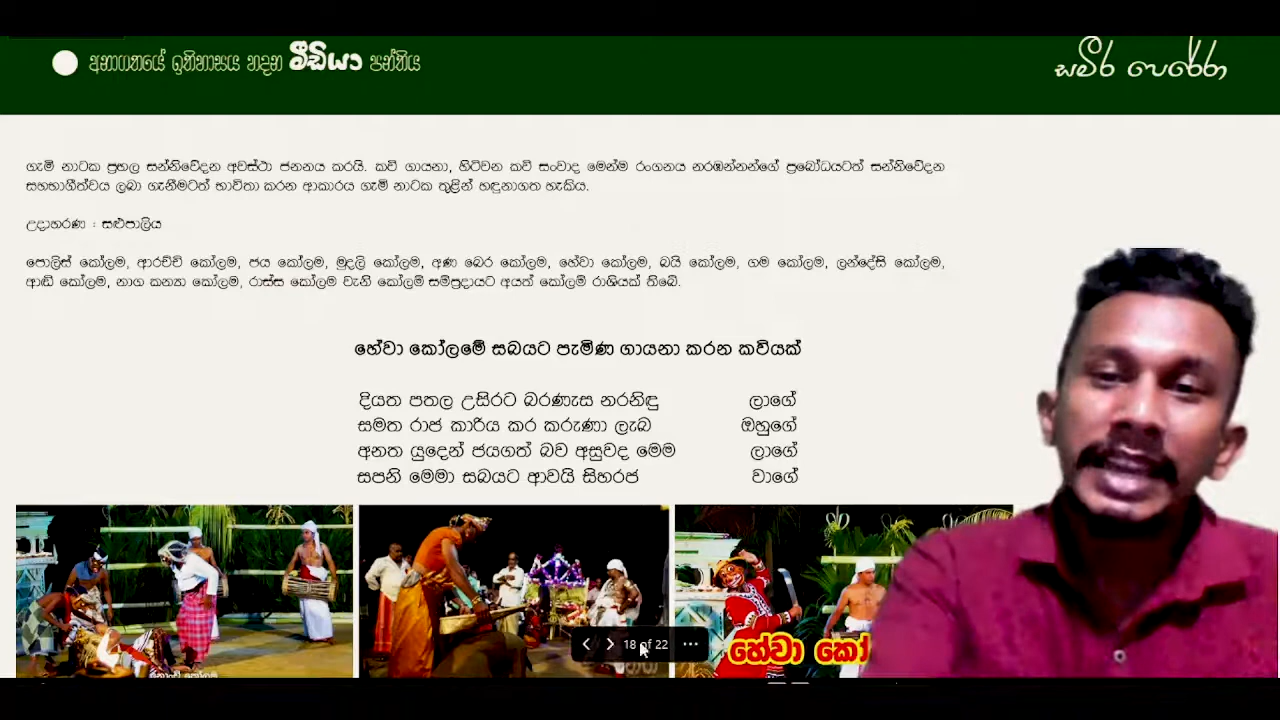 අනාගතයේ ඉතිහාසය හදන මීඩියා පන්තිය
සමීර පෙරේරා
ගැමි නාටක ප්‍රභල සන්නිවේදන අවස්ථා ජනනය කරයි. කවි ගායනා, හිටිවන කවි සංවාද මෙන්ම රංගනය නරඹන්නන්ගේ ප්‍රබෝධයටත් සන්නිවේදන
සහභාගීත්වය ලබා ගැනීමටත් භාවිතා කරන ආකාරය ගැමි නාටක තුළින් හඳුනාගත හැකිය.
උදාහරණ : සළුපාලිය
පොලිස් කෝලම, ආරච්චි කෝලම, ජය කෝලම, මුදලි කෝලම, අණ බෙර කෝලම, හේවා කෝලම, බයි කෝලම, ගම කෝලම, ලන්දේසි කෝලම,
ආඬි කෝලම, නාග කන්‍යා කෝලම, රාස්ස කෝලම වැනි කෝලම් සම්ප්‍රදායට අයත් කෝලම් රාශියක් තිබේ.
හේවා කෝලමේ සබයට පැමිණ ගායනා කරන කවියක්
දියත පතල උසිරට බරණැස නරනිඳු ලාගේ
සමත රාජ කාරිය කර කරුණා ලැබ ඔහුගේ
අනත යුදෙන් ජයගත් බව අසුවද මෙම ලාගේ
සපනි මෙමා සබයට ආවයි සිහරජ වාගේ
හේවා කෝ
18 of 22